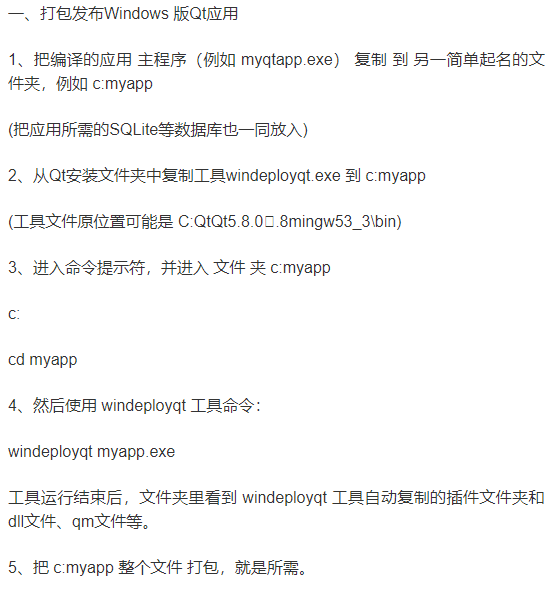 一、打包发布Windows 版Qt应用
1、把编译的应用 主程序（例如 myqtapp.exe） 复制 到 另一简单起名的文
件夹，例如 c:myapp
(把应用所需的SQLite等数据库也一同放入)
2、从Qt安装文件夹中复制工具windeployqt.exe 到 c:myapp
(工具文件原位置可能是 C:QtQt5.8.0.8mingw53_3\bin)
3、进入命令提示符，并进入 文件 夹 c:myapp
c:
cd myapp
4、然后使用 windeployqt 工具命令：
windeployqt myapp.exe
工具运行结束后，文件夹里看到 windeployqt 工具自动复制的插件文件夹和
dll文件、qm文件等。
5、把 c:myapp 整个文件 打包，就是所需。